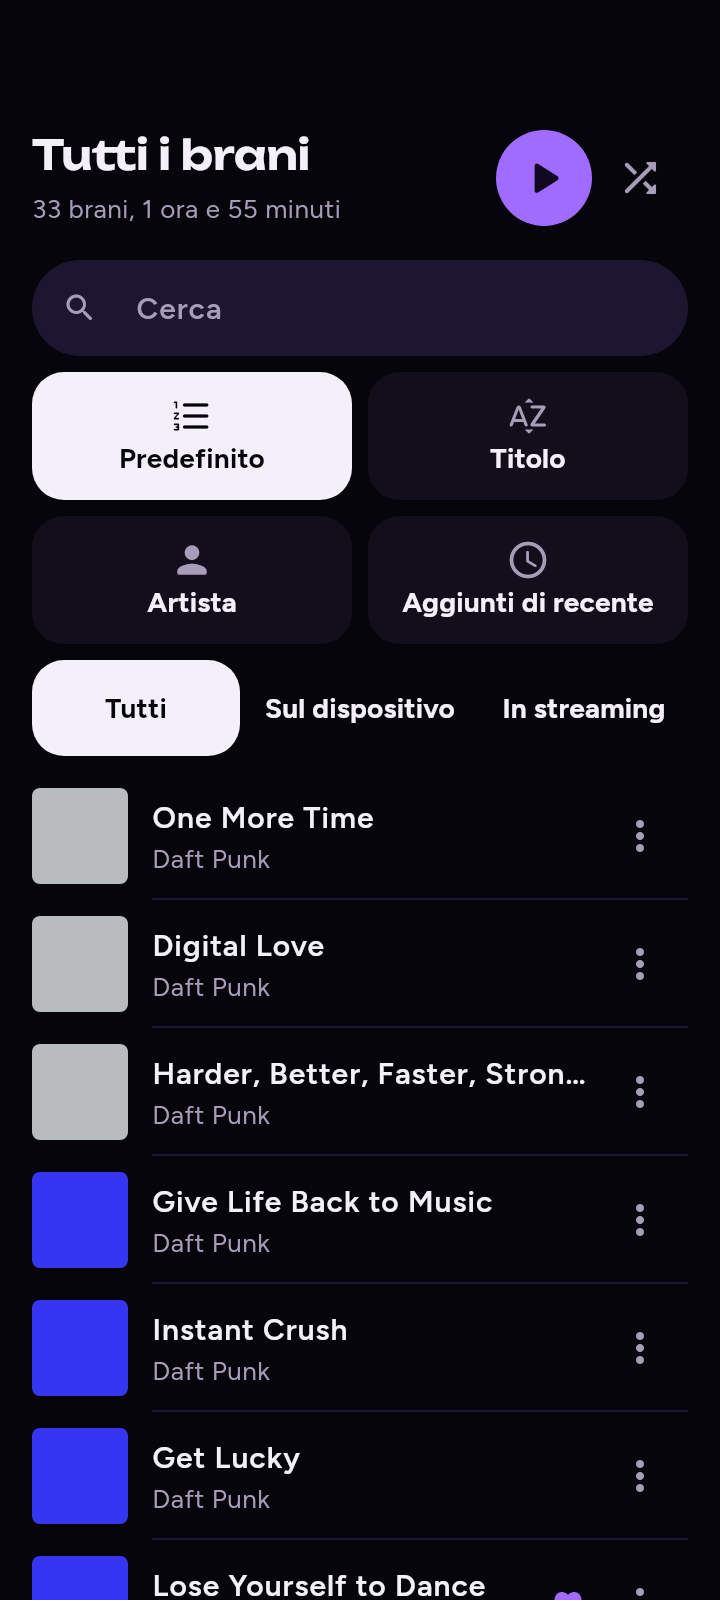 Tutti i brani
33 brani, 1 ora e 55 minuti
Cerca
Predefinito
Titolo
Artista
Aggiunti di recente
Tutti
Sul dispositivo
In streaming
One More Time
Daft Punk
Digital Love
Daft Punk
Harder, Better, Faster, Stron...
Daft Punk
Give Life Back to Music
Daft Punk
Instant Crush
Daft Punk
Get Lucky
Daft Punk
Lose Yourself to Dance